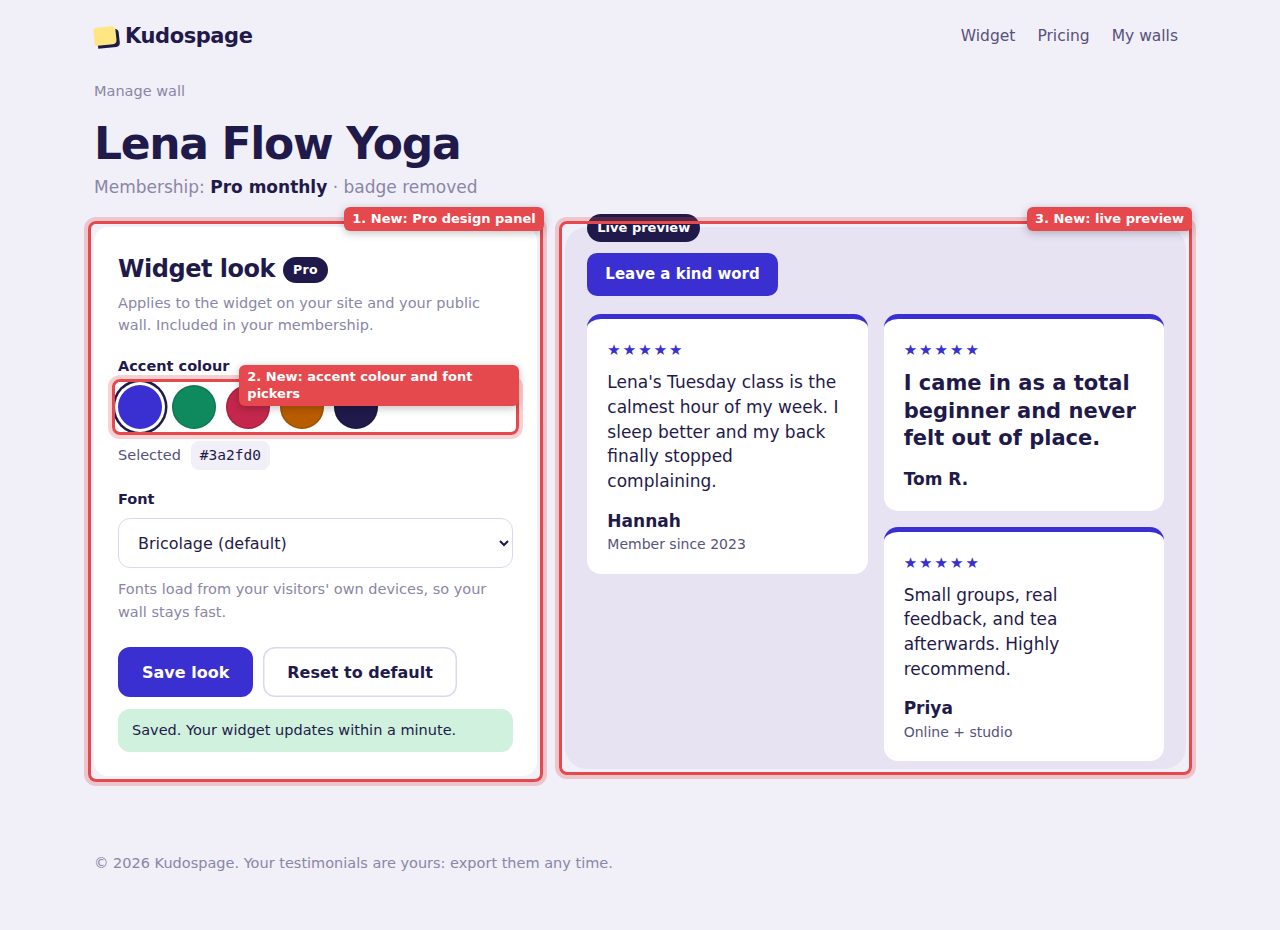 Kudospage
Widget
Pricing
My walls
Manage wall
Lena Flow Yoga
Membership: Pro monthly · badge removed
1. New: Pro design panel
Widget look
Pro
Applies to the widget on your site and your public
wall. Included in your membership.
Accent colour
2. New: accent colour and font
pickers
Selected
#3a2fd0
Font
Bricolage (default)
Fonts load from your visitors' own devices, so your
wall stays fast.
Save look
Reset to default
Saved. Your widget updates within a minute.
3. New: live preview
Live preview
Leave a kind word
★★★★★
Lena's Tuesday class is the
calmest hour of my week. I
sleep better and my back
finally stopped
complaining.
Hannah
Member since 2023
★★★★★
I came in as a total
beginner and never
felt out of place.
Tom R.
★★★★★
Small groups, real
feedback, and tea
afterwards. Highly
recommend.
Priya
Online + studio
© 2026 Kudospage. Your testimonials are yours: export them any time.